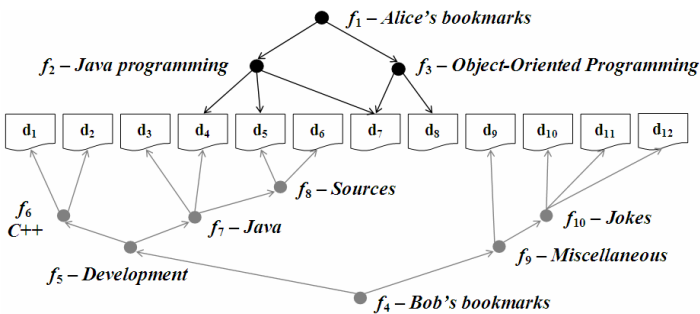 f₁ – Alice's bookmarks
f₂ – Java programming
f₃ – Object-Oriented Programming
d₁ d₂ d₃ d₄ d₅ d₆ d₇ d₈ d₉ d₁₀ d₁₁ d₁₂
f₈ – Sources
f₆
C++
f₇ – Java
f₁₀ – Jokes
f₅ – Development
f₉ – Miscellaneous
f₄ – Bob's bookmarks